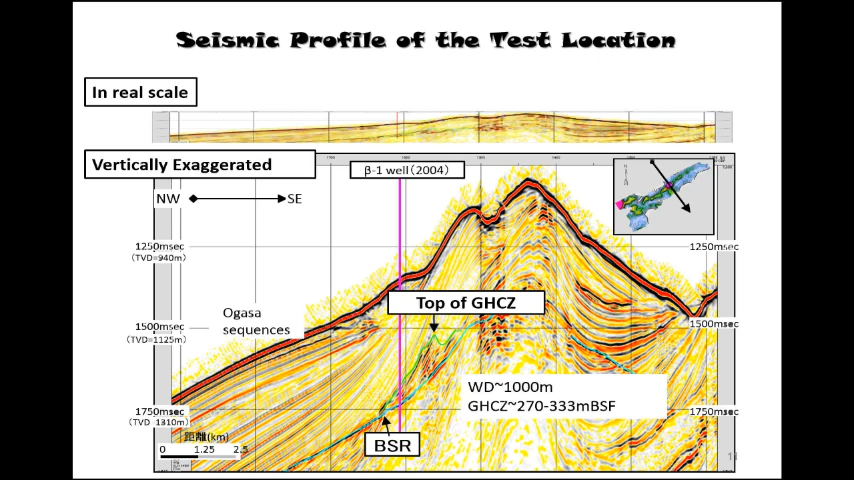 Seismic Profile of the Test Location
In real scale
Vertically Exaggerated
β-1 well(2004)
NW
SE
1250msec
(TVD=940m)
1250msec
Top of GHCZ
Ogasa
sequences
1500msec
(TVD=1125m)
1500msec
WD~1000m
GHCZ~270-333mBSF
1750msec
(TVD 1310m)
1750msec
距離(km)
0 1.25 2.5
BSR